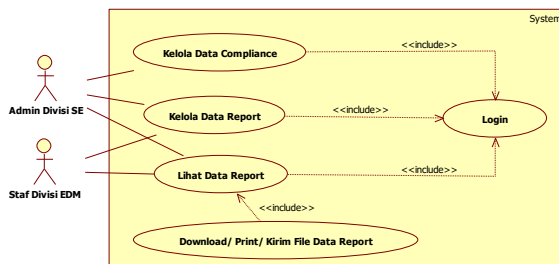 System
Kelola Data Compliance
<<include>>
Admin Divisi SE
Kelola Data Report
<<include>>
Login
Staf Divisi EDM
Lihat Data Report
<<include>>
<<include>>
Download/ Print/ Kirim File Data Report